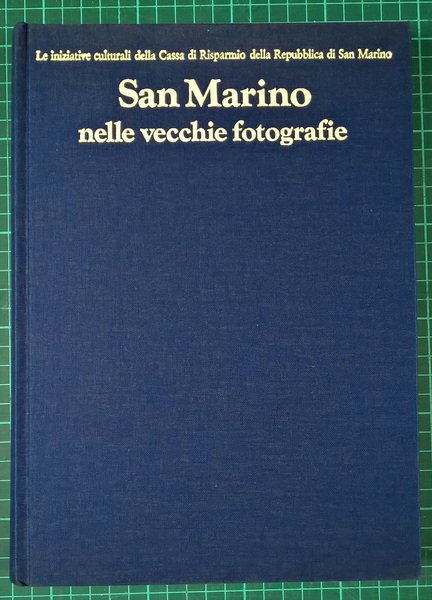 Le iniziative culturali della Cassa di Risparmio della Repubblica di San Marino
San Marino
nelle vecchie fotografie